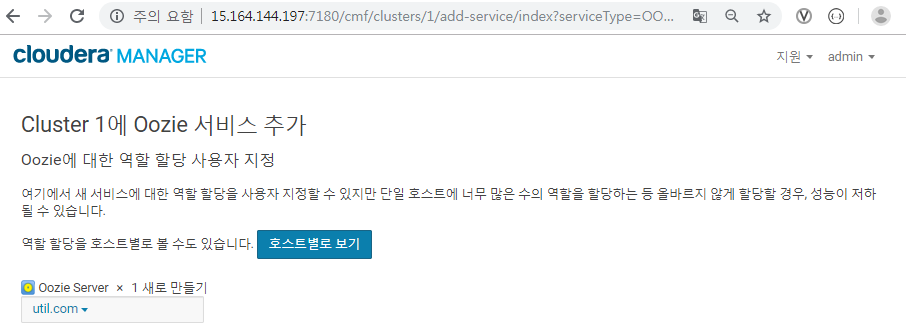 주의 요함 | 15.164.144.197:7180/cmf/clusters/1/add-service/index?serviceType=OO...
cloudera MANAGER
지원 admin
Cluster 1에 Oozie 서비스 추가
Oozie에 대한 역할 할당 사용자 지정
여기에서 새 서비스에 대한 역할 할당을 사용자 지정할 수 있지만 단일 호스트에 너무 많은 수의 역할을 할당하는 등 올바르지 않게 할당할 경우, 성능이 저하
될 수 있습니다.
역할 할당을 호스트별로 볼 수도 있습니다. 호스트별로 보기
Oozie Server × 1 새로 만들기
util.com